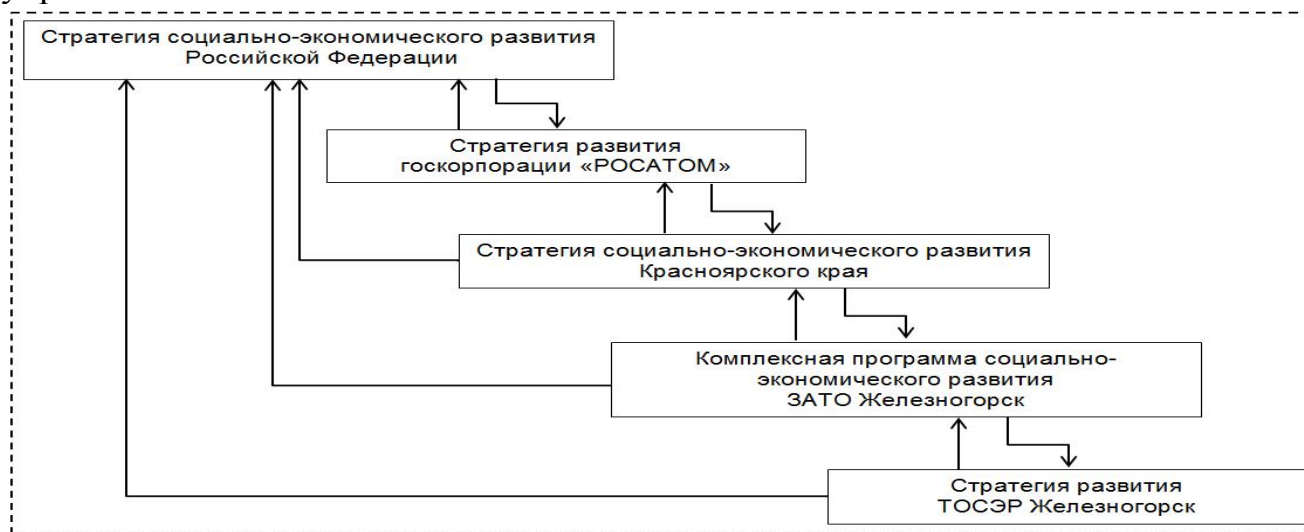 Стратегия социально-экономического развития
Российской Федерации
Стратегия развития
госкорпорации «РОСАТОМ»
Стратегия социально-экономического развития
Красноярского края
Комплексная программа социально-
экономического развития
ЗАТО Железногорск
Стратегия развития
ТОСЭР Железногорск